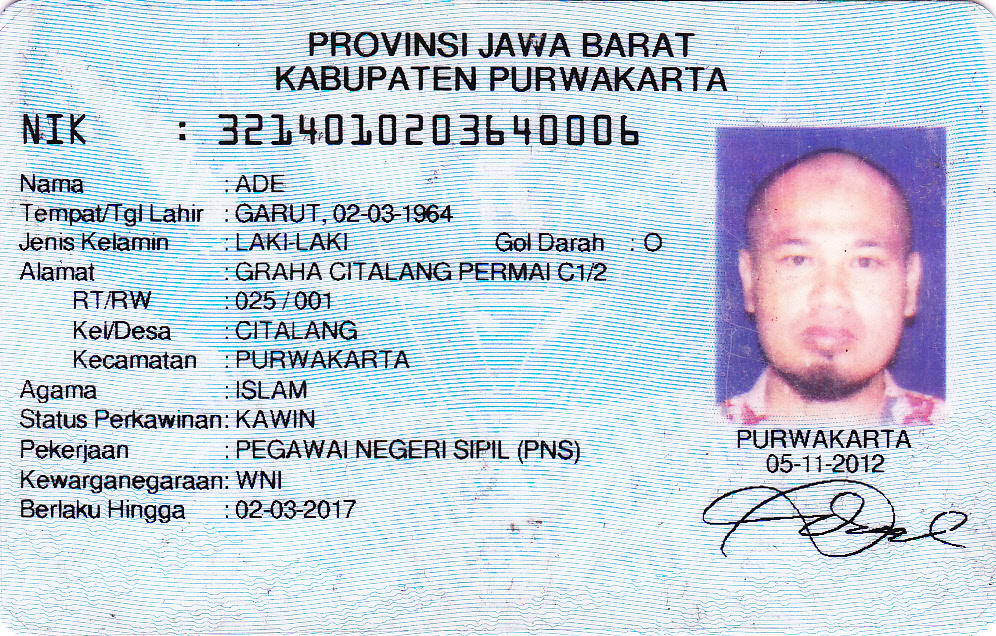 PROVINSI JAWA BARAT
KABUPATEN PURWAKARTA
NIK : 3214010203640006
Nama : ADE
Tempat/Tgl Lahir : GARUT, 02-03-1964
Jenis Kelamin : LAKI-LAKI Gol Darah : O
Alamat : GRAHA CITALANG PERMAI C1/2
RT/RW : 025 / 001
Kel/Desa : CITALANG
Kecamatan : PURWAKARTA
Agama : ISLAM
Status Perkawinan: KAWIN
Pekerjaan : PEGAWAI NEGERI SIPIL (PNS)
Kewarganegaraan: WNI
Berlaku Hingga : 02-03-2017
PURWAKARTA
05-11-2012